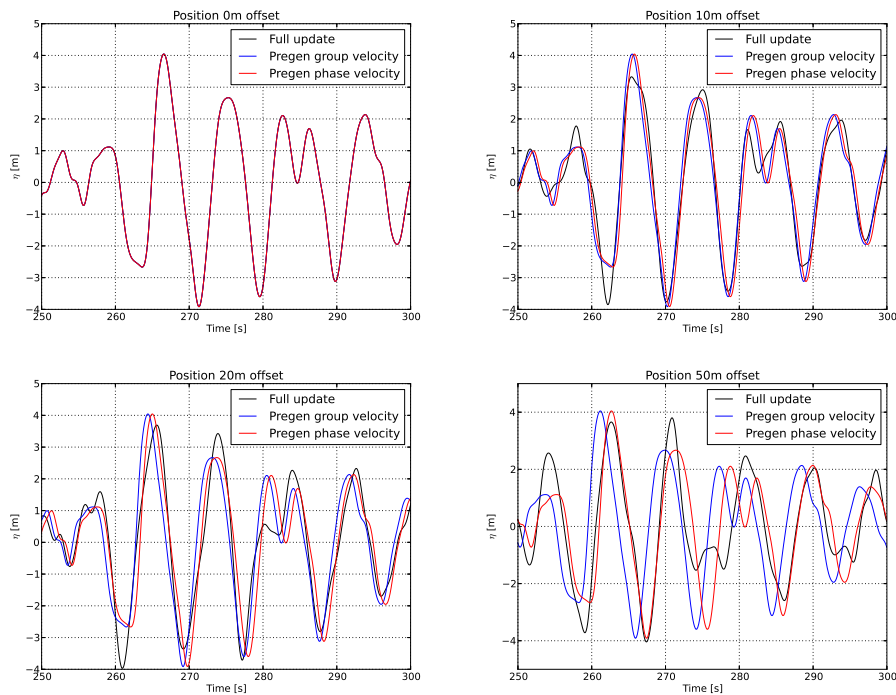 Position 0m offset
Full update
Pregen group velocity
Pregen phase velocity
5
4
3
2
1
0
−1
−2
−3
−4
η [m]
250
260
270
280
290
300
Time [s]
Position 10m offset
Full update
Pregen group velocity
Pregen phase velocity
5
4
3
2
1
0
−1
−2
−3
−4
η [m]
250
260
270
280
290
300
Time [s]
Position 20m offset
Full update
Pregen group velocity
Pregen phase velocity
5
4
3
2
1
0
−1
−2
−3
−4
η [m]
250
260
270
280
290
300
Time [s]
Position 50m offset
Full update
Pregen group velocity
Pregen phase velocity
4
2
0
−2
−4
η [m]
250
260
270
280
290
300
Time [s]